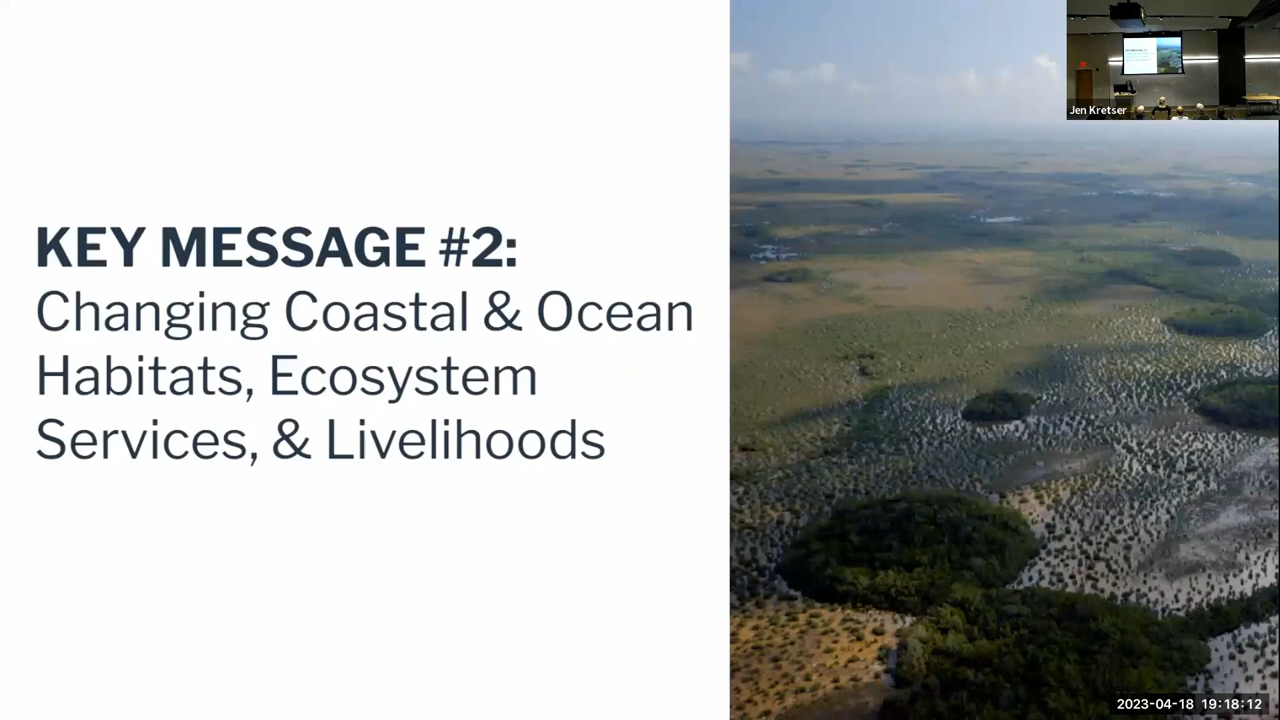 KEY MESSAGE #2:
Changing Coastal & Ocean
Habitats, Ecosystem
Services, & Livelihoods
Jen Kretser
2023-04-18 19:18:12